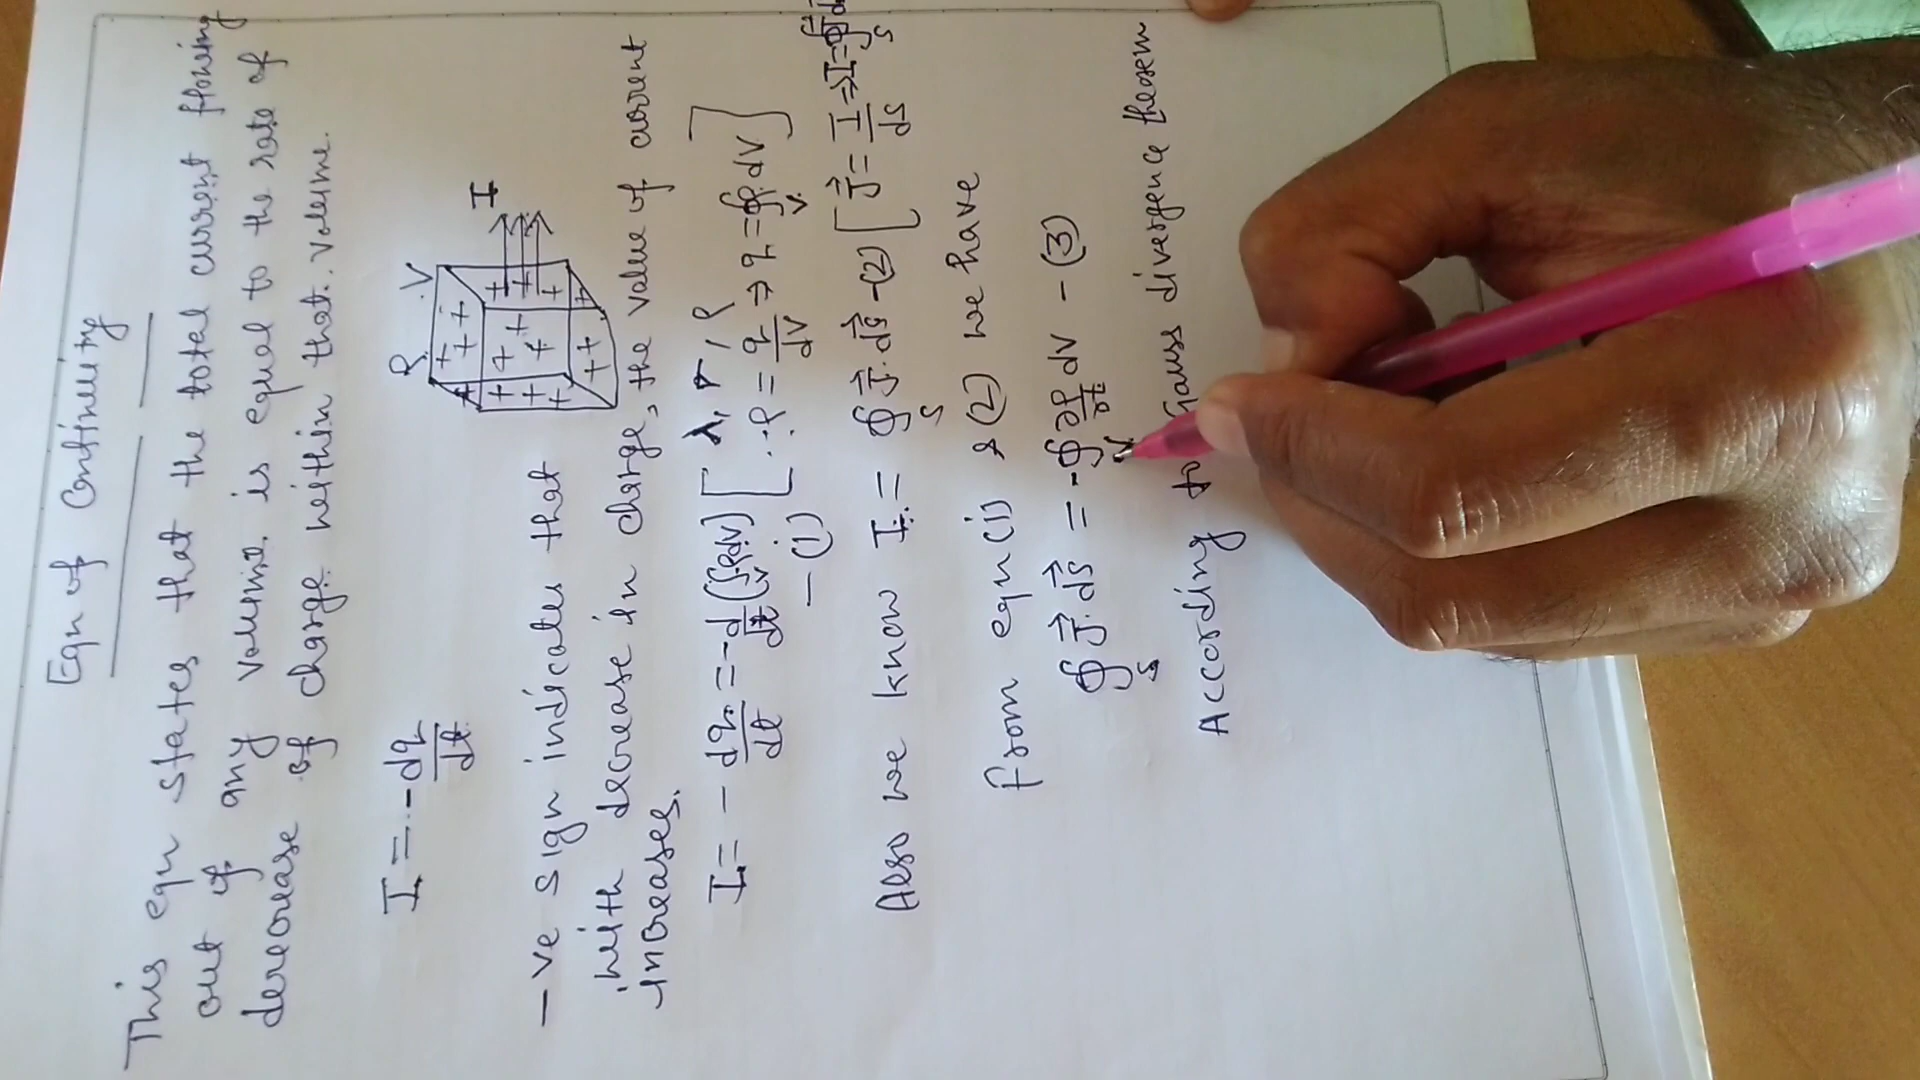 Eqn of Continuity
This eqn states that the total current flowing
out of any volume is equal to the rate of
decrease of charge within that volume.
ρ V I
I = -dq/dt
-ve sign indicates that
with decrease in charge, the value of current
increases.
λ, σ, ρ
I = - dq/dt = -d/dt (∫ᵥ ρdV) [∵ ρ = q/dV ⇒ q = ∯ᵥ ρ dV]
- (1)
Also we know I = ∯ₛ J⃗.ds⃗ - (2) [J⃗ = I/ds ⇒ I = ∯ₛ
from eqn (1) & (2) we have
∯ₛ J⃗.ds⃗ = -∯ᵥ ∂ρ/∂t dV - (3)
According to Gauss divergence theorem